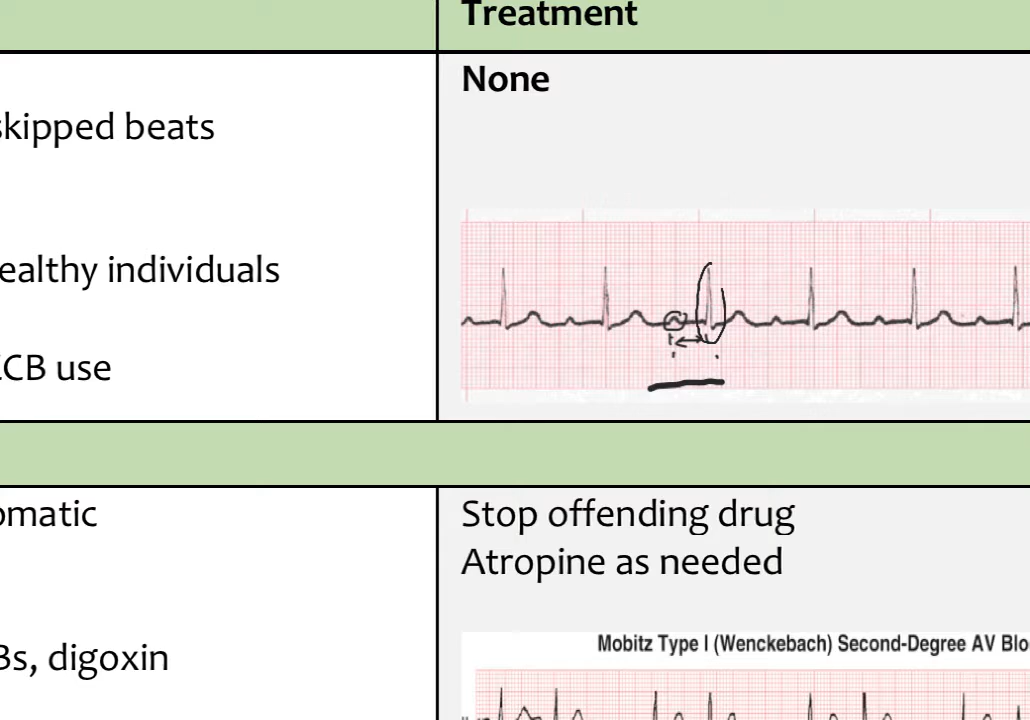 Treatment
None
skipped beats
ealthy individuals
CB use
omatic
Stop offending drug
Atropine as needed
Mobitz Type I (Wenckebach) Second-Degree AV Blo
Bs, digoxin